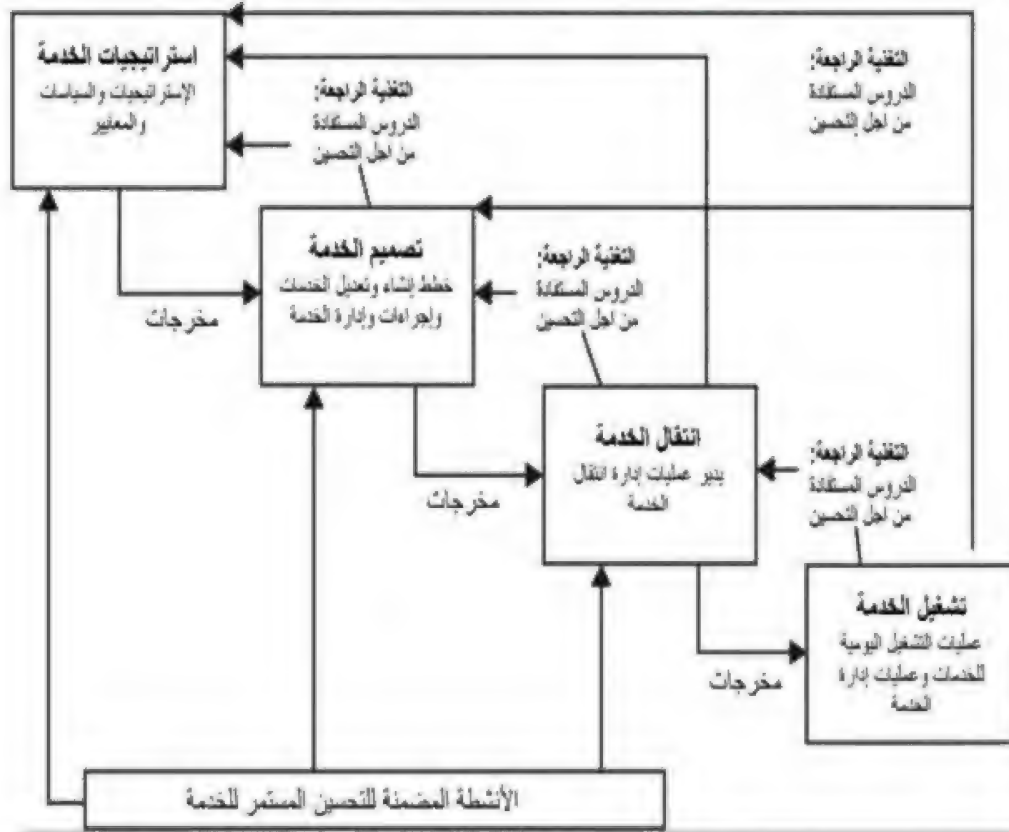 استراتيجيات الخدمة
الإستراتيجيات والسياسات
والمعايير
التغذية الراجعة:
الدروس المستفادة
من اجل التحسين
التغذية الراجعة:
الدروس المستفادة
من اجل التحسين
مخرجات
تصميم الخدمة
خطط إنشاء وتعديل الخدمات
وإجراءات وإدارة الخدمة
التغذية الراجعة:
الدروس المستفادة
من اجل التحسين
مخرجات
انتقال الخدمة
يدير عمليات إدارة انتقال
الخدمة
التغذية الراجعة:
الدروس المستفادة
من اجل التحسين
مخرجات
تشغيل الخدمة
عمليات التشغيل اليومية
للخدمات وعمليات إدارة
الخدمة
الأنشطة المضمنة للتحسين المستمر للخدمة